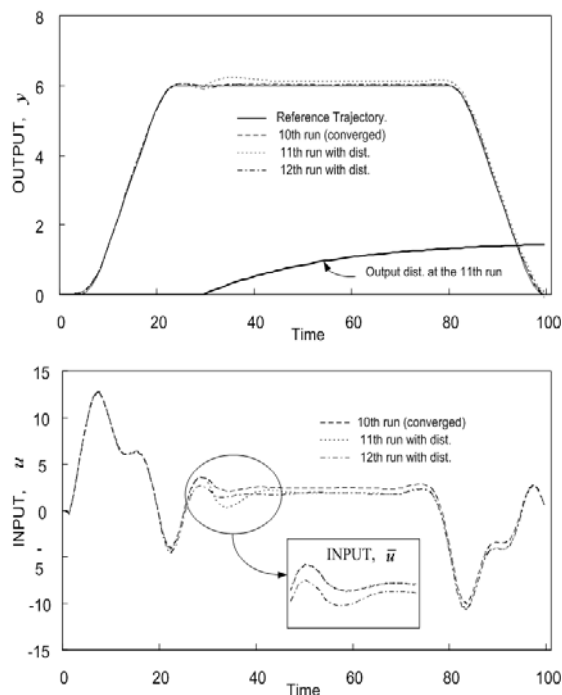 8
6
4
2
0
OUTPUT, y
Reference Trajectory.
10th run (converged)
11th run with dist.
12th run with dist.
Output dist. at the 11th run
0 20 40 60 80 100
Time
15
10
5
0
-
-5
-10
-15
INPUT, u
10th run (converged)
11th run with dist.
12th run with dist.
INPUT, ū
0 20 40 60 80 100
Time